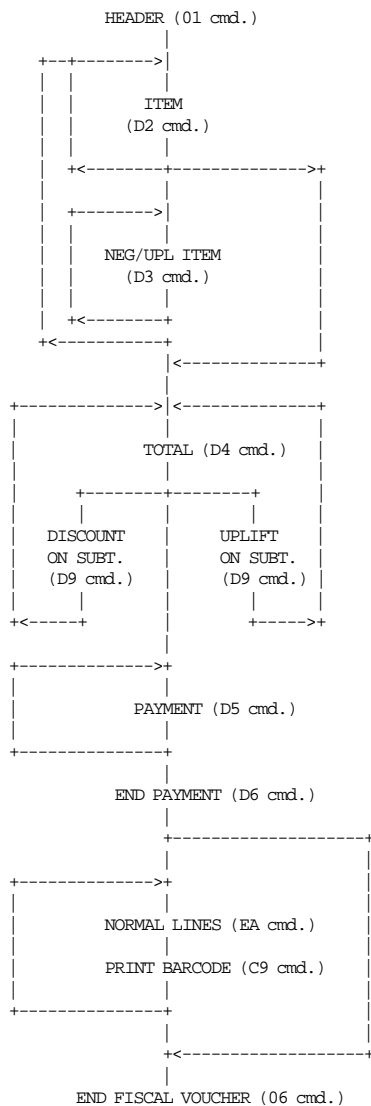 HEADER (01 cmd.)
ITEM
(D2 cmd.)
NEG/UPL ITEM
(D3 cmd.)
TOTAL (D4 cmd.)
DISCOUNT
ON SUBT.
(D9 cmd.)
UPLIFT
ON SUBT.
(D9 cmd.)
PAYMENT (D5 cmd.)
END PAYMENT (D6 cmd.)
NORMAL LINES (EA cmd.)
PRINT BARCODE (C9 cmd.)
END FISCAL VOUCHER (06 cmd.)